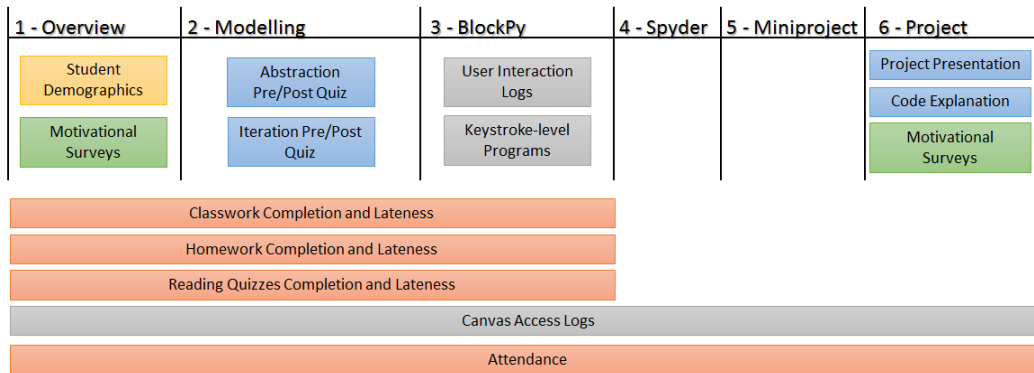 1 - Overview
2 - Modelling
3 - BlockPy
4 - Spyder
5 - Miniproject
6 - Project
Student
Demographics
Motivational
Surveys
Abstraction
Pre/Post Quiz
Iteration Pre/Post
Quiz
User Interaction
Logs
Keystroke-level
Programs
Project Presentation
Code Explanation
Motivational
Surveys
Classwork Completion and Lateness
Homework Completion and Lateness
Reading Quizzes Completion and Lateness
Canvas Access Logs
Attendance